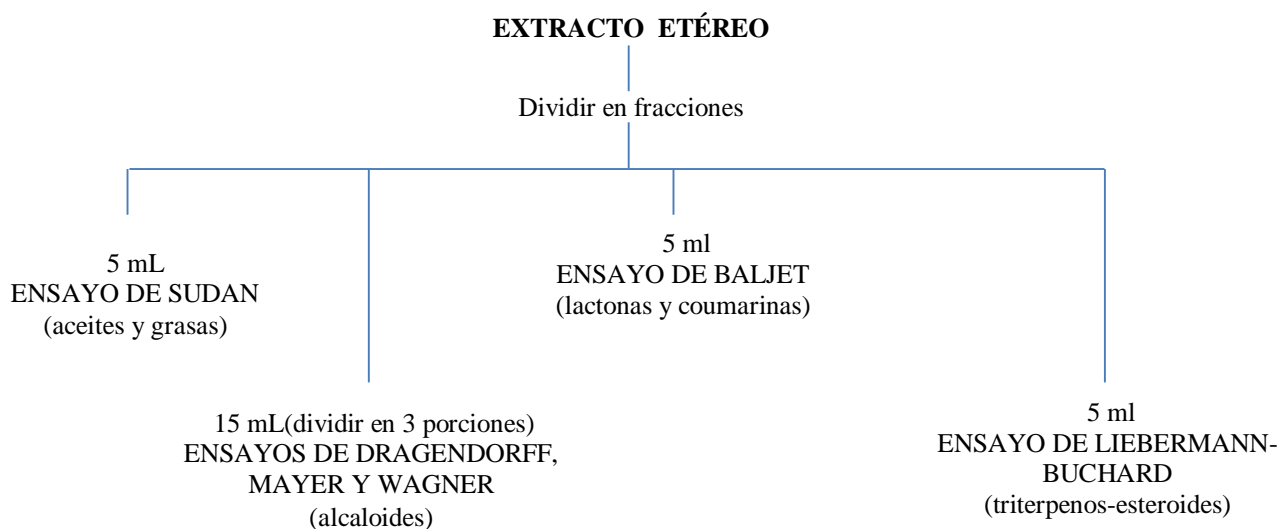 EXTRACTO ETÉREO
Dividir en fracciones
5 mL
ENSAYO DE SUDAN
(aceites y grasas)
15 mL(dividir en 3 porciones)
ENSAYOS DE DRAGENDORFF,
MAYER Y WAGNER
(alcaloides)
5 ml
ENSAYO DE BALJET
(lactonas y coumarinas)
5 ml
ENSAYO DE LIEBERMANN-
BUCHARD
(triterpenos-esteroides)